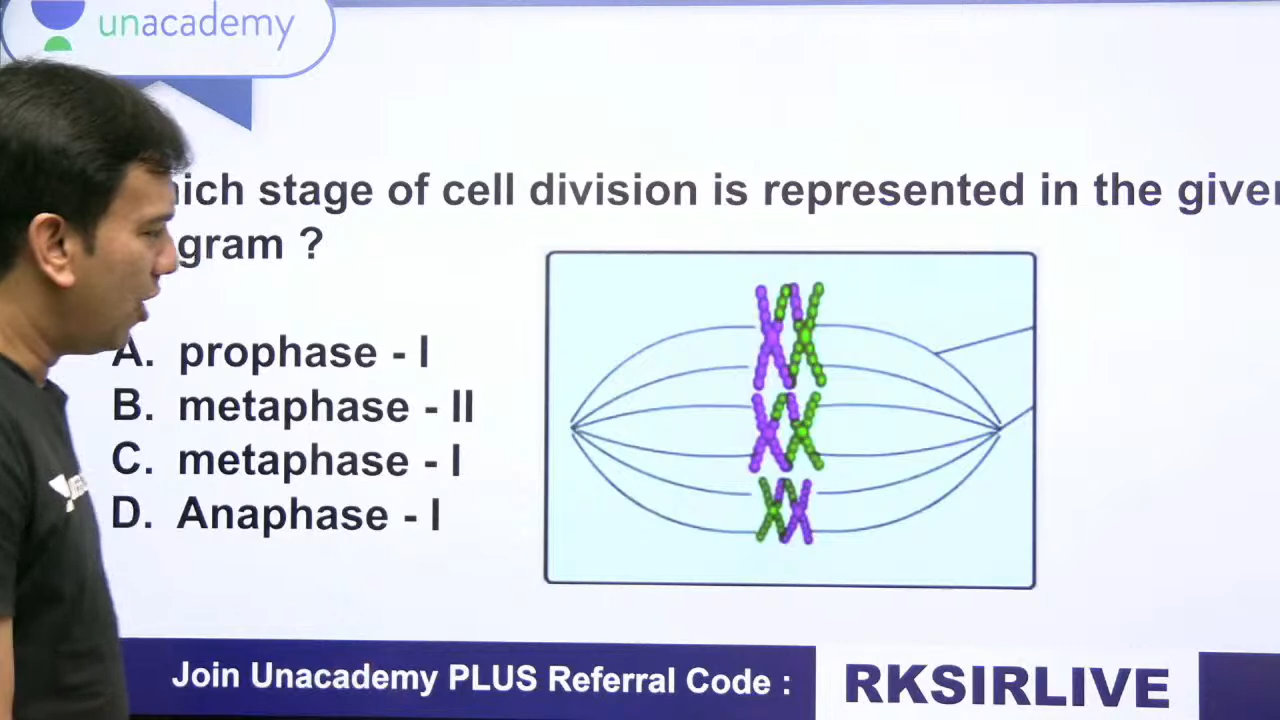 unacademy
ich stage of cell division is represented in the give
gram ?
A. prophase - I
B. metaphase - II
C. metaphase - I
D. Anaphase - I
Join Unacademy PLUS Referral Code :
RKSIRLIVE